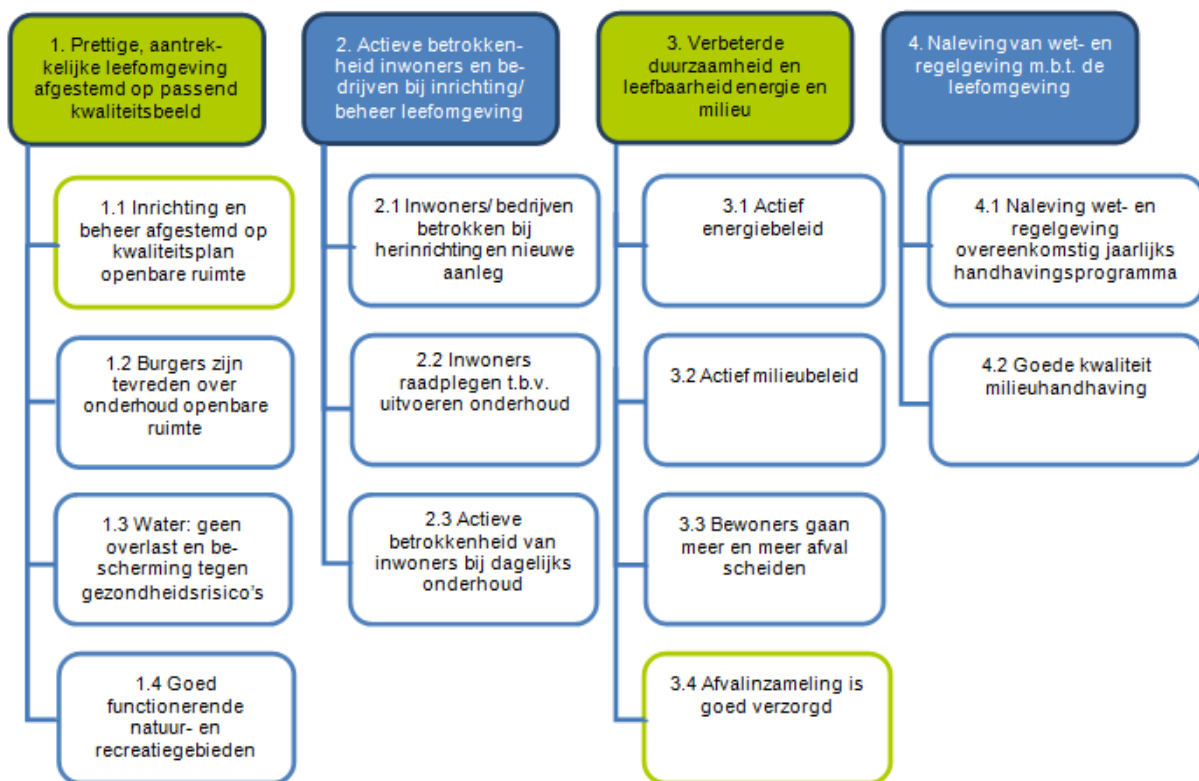 1. Prettige, aantrek-
kelijke leefomgeving
afgestemd op passend
kwaliteitsbeeld
1.1 Inrichting en
beheer afgestemd op
kwaliteitsplan
openbare ruimte
1.2 Burgers zijn
tevreden over
onderhoud openbare
ruimte
1.3 Water: geen
overlast en be-
scherming tegen
gezondheidsrisico's
1.4 Goed
functionerende
natuur- en
recreatiegebieden
2. Actieve betrokken-
heid inwoners en be-
drijven bij inrichting/
beheer leefomgeving
2.1 Inwoners/ bedrijven
betrokken bij
herinrichting en nieuwe
aanleg
2.2 Inwoners
raadplegen t.b.v.
uitvoeren onderhoud
2.3 Actieve
betrokkenheid van
inwoners bij dagelijks
onderhoud
3. Verbeterde
duurzaamheid en
leefbaarheid energie en
milieu
3.1 Actief
energiebeleid
3.2 Actief milieubeleid
3.3 Bewoners gaan
meer en meer afval
scheiden
3.4 Afvalinzameling is
goed verzorgd
4. Naleving van wet- en
regelgeving m.b.t. de
leefomgeving
4.1 Naleving wet- en
regelgeving
overeenkomstig jaarlijks
handhavingsprogramma
4.2 Goede kwaliteit
milieuhandhaving